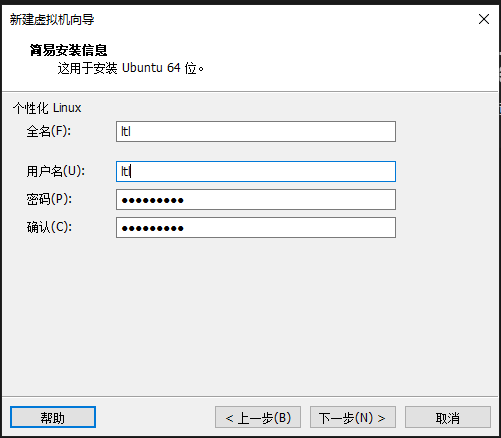 新建虚拟机向导
简易安装信息
这用于安装 Ubuntu 64 位。
个性化 Linux
全名(F): ltl
用户名(U): ltl
密码(P): ●●●●●●●●●
确认(C): ●●●●●●●●●
帮助 < 上一步(B) 下一步(N) > 取消